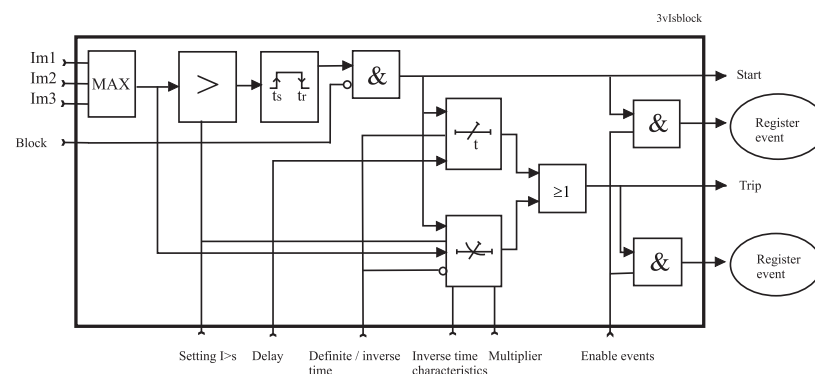 3vIsblock
Im1
Im2
Im3
MAX
>
ts tr
&
Start
Block
t
&
Register
event
≥1
Trip
&
Register
event
Setting I>s
Delay
Definite / inverse
time
Inverse time
characteristics
Multiplier
Enable events